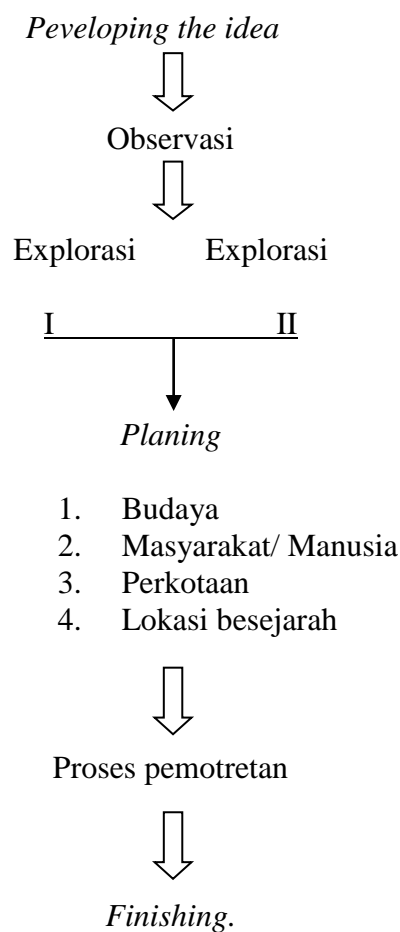 Peveloping the idea
Observasi
Explorasi Explorasi
I II
Planing
1. Budaya
2. Masyarakat/ Manusia
3. Perkotaan
4. Lokasi besejarah
Proses pemotretan
Finishing.